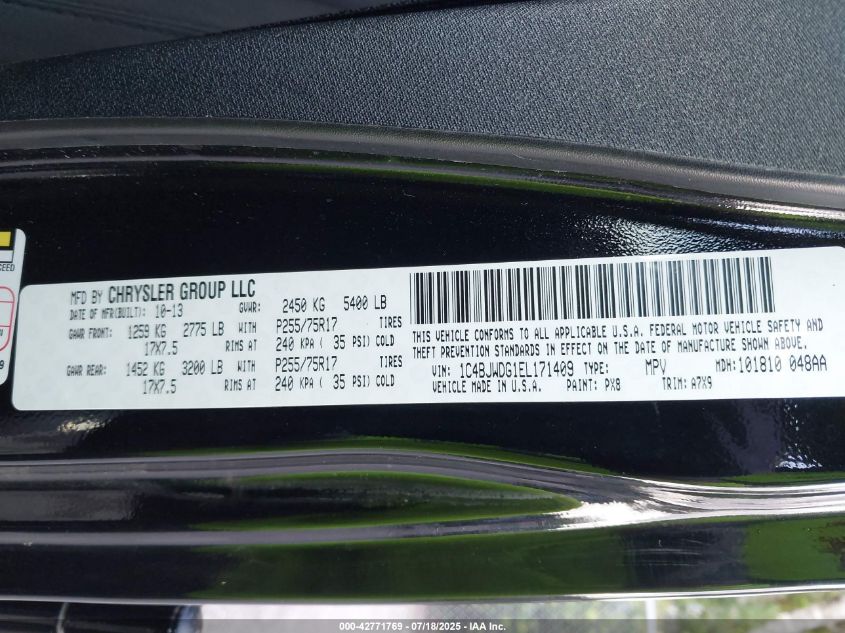 MFD BY CHRYSLER GROUP LLC
DATE OF MFR(BUILT): 10-13 GVWR: 2450 KG 5400 LB
GAWR FRONT: 1259 KG 2775 LB WITH P255/75R17 TIRES
17X7.5 RIMS AT 240 KPA ( 35 PSI) COLD
GAWR REAR: 1452 KG 3200 LB WITH P255/75R17 TIRES
17X7.5 RIMS AT 240 KPA ( 35 PSI) COLD
THIS VEHICLE CONFORMS TO ALL APPLICABLE U.S.A. FEDERAL MOTOR VEHICLE SAFETY AND
THEFT PREVENTION STANDARDS IN EFFECT ON THE DATE OF MANUFACTURE SHOWN ABOVE.
VIN: 1C4BJWDG1EL171409 TYPE: MPV MDH: 101810 048AA
VEHICLE MADE IN U.S.A. PAINT: PX8 TRIM: A7X9
CEED
N
9
000-42771769 - 07/18/2025 - IAA Inc.